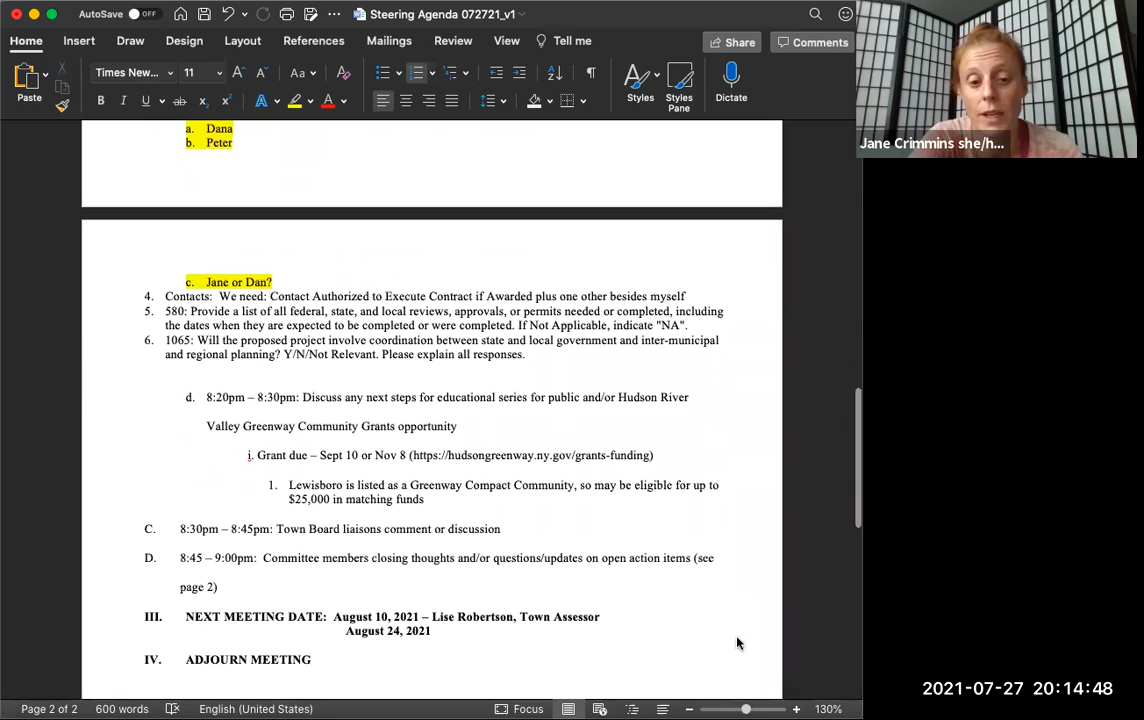 AutoSave OFF
Steering Agenda 072721_v1
Home Insert Draw Design Layout References Mailings Review View Tell me
Share Comments
Paste
Times New... 11
Styles
Styles Pane
Dictate
a. Dana
b. Peter
c. Jane or Dan?
4. Contacts: We need: Contact Authorized to Execute Contract if Awarded plus one other besides myself
5. 580: Provide a list of all federal, state, and local reviews, approvals, or permits needed or completed, including
the dates when they are expected to be completed or were completed. If Not Applicable, indicate "NA".
6. 1065: Will the proposed project involve coordination between state and local government and inter-municipal
and regional planning? Y/N/Not Relevant. Please explain all responses.
d. 8:20pm – 8:30pm: Discuss any next steps for educational series for public and/or Hudson River
Valley Greenway Community Grants opportunity
i. Grant due – Sept 10 or Nov 8 (https://hudsongreenway.ny.gov/grants-funding)
1. Lewisboro is listed as a Greenway Compact Community, so may be eligible for up to
$25,000 in matching funds
C. 8:30pm – 8:45pm: Town Board liaisons comment or discussion
D. 8:45 – 9:00pm: Committee members closing thoughts and/or questions/updates on open action items (see
page 2)
III. NEXT MEETING DATE: August 10, 2021 – Lise Robertson, Town Assessor
August 24, 2021
IV. ADJOURN MEETING
Page 2 of 2 600 words English (United States) Focus 130%
Jane Crimmins she/h...
2021-07-27 20:14:48